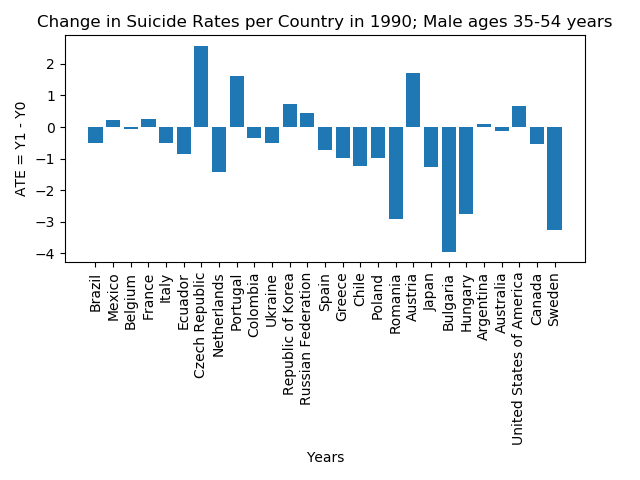 Change in Suicide Rates per Country in 1990; Male ages 35-54 years
ATE = Y1 - Y0
2
1
0
−1
−2
−3
−4
Brazil
Mexico
Belgium
France
Italy
Ecuador
Czech Republic
Netherlands
Portugal
Colombia
Ukraine
Republic of Korea
Russian Federation
Spain
Greece
Chile
Poland
Romania
Austria
Japan
Bulgaria
Hungary
Argentina
Australia
United States of America
Canada
Sweden
Years